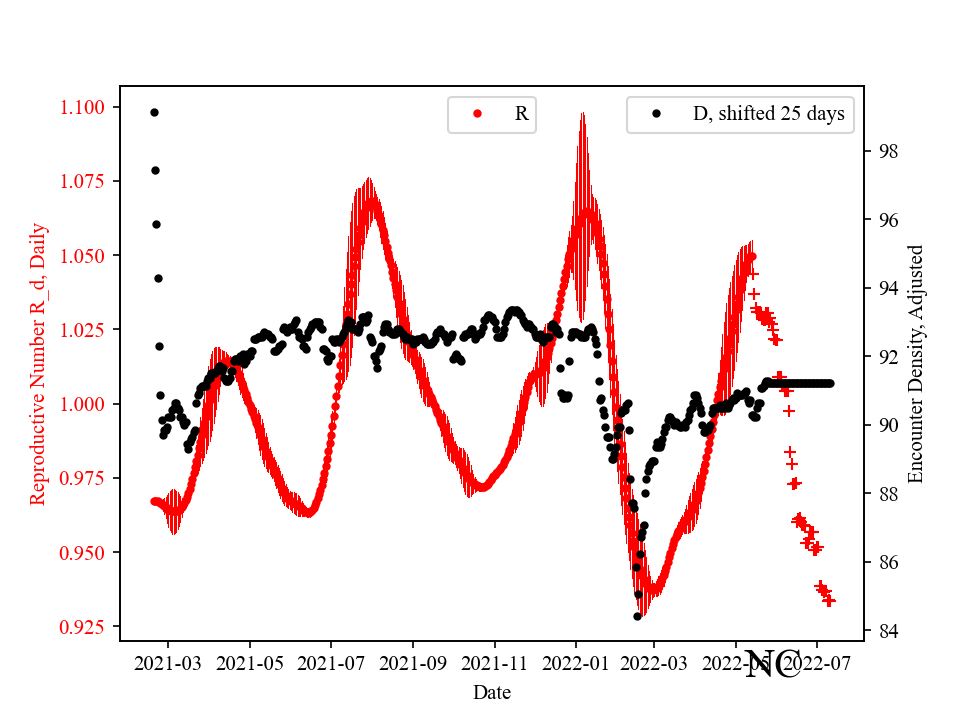 R
D, shifted 25 days
1.100
1.075
1.050
1.025
1.000
0.975
0.950
0.925
Reproductive Number R_d, Daily
98
96
94
92
90
88
86
84
Encounter Density, Adjusted
2021-03 2021-05 2021-07 2021-09 2021-11 2022-01 2022-03 2022-05 2022-07
NC
Date